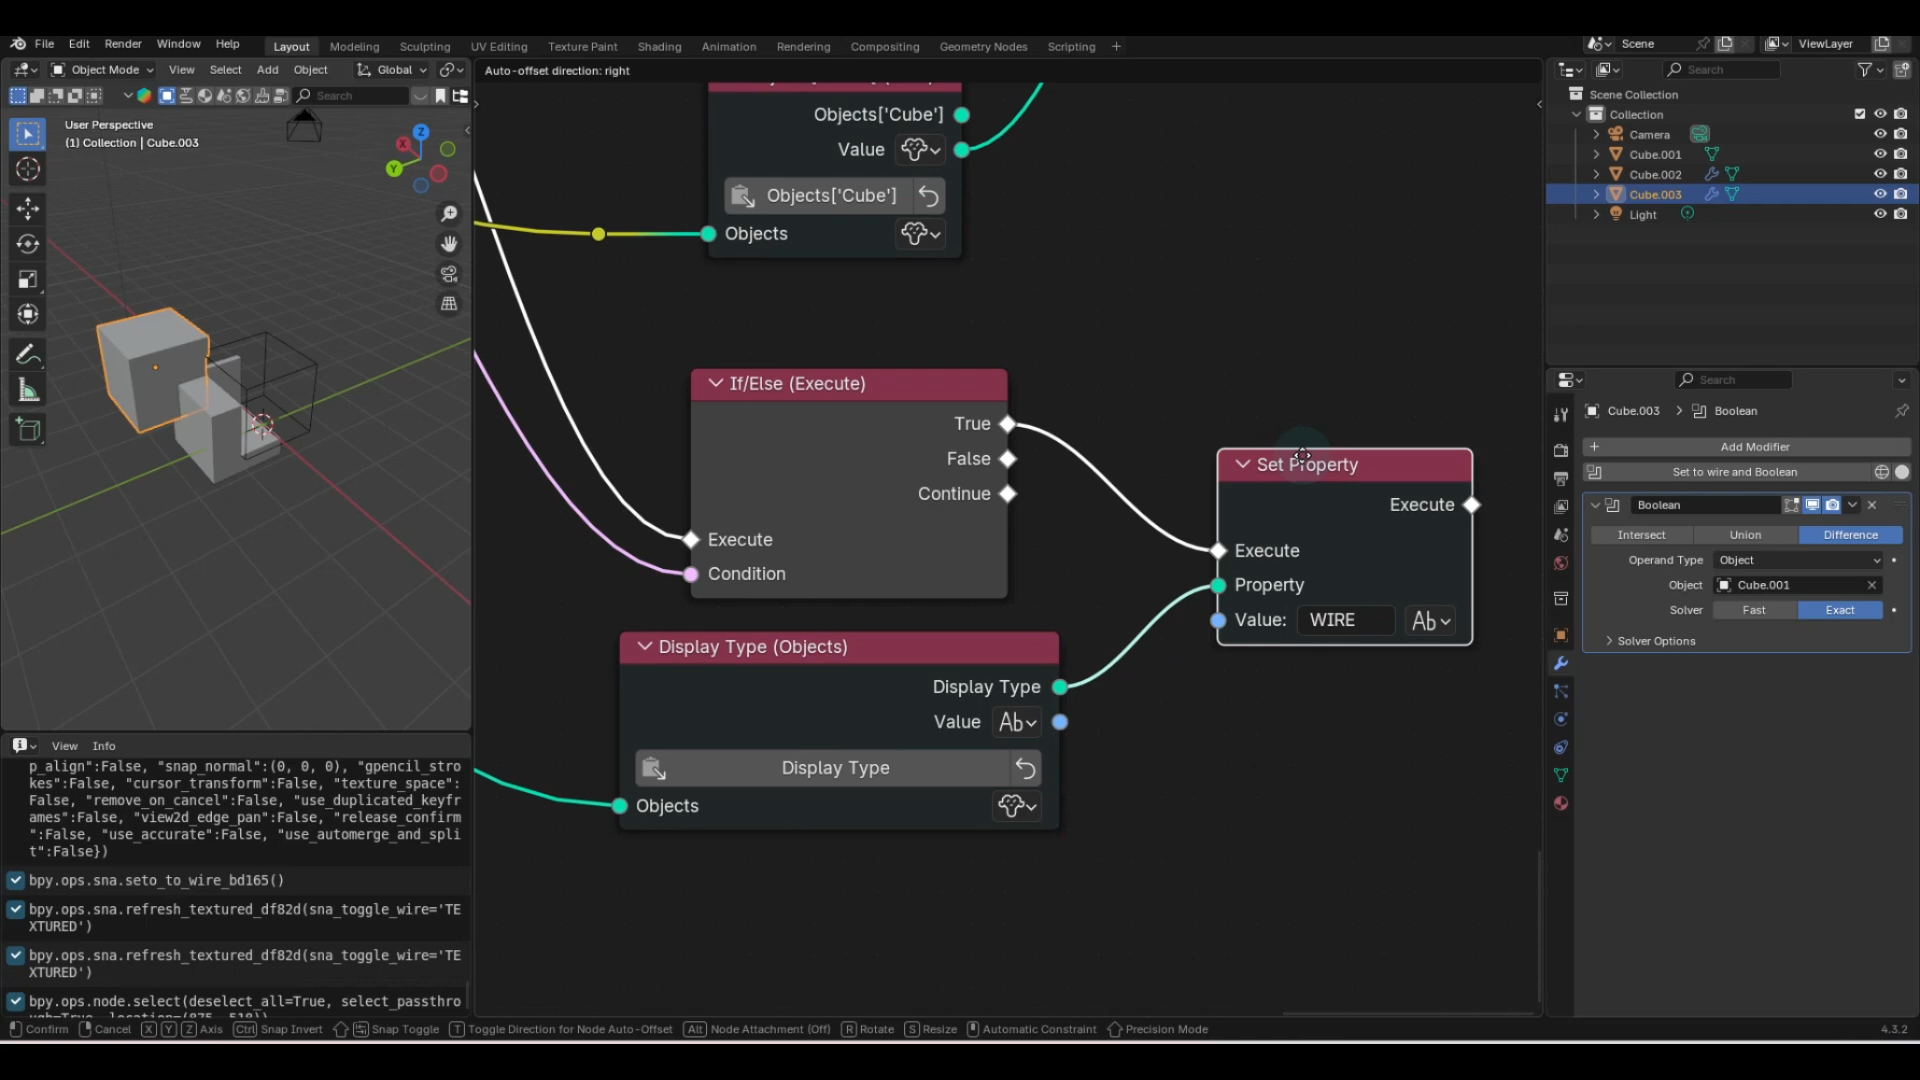 File Edit Render Window Help
Layout Modeling Sculpting UV Editing Texture Paint Shading Animation Rendering Compositing Geometry Nodes Scripting +
Scene
ViewLayer
Object Mode View Select Add Object Global
Auto-offset direction: right
Search
Search
User Perspective
(1) Collection | Cube.003
Z
X
Y
Scene Collection
Collection
Camera
Cube.001
Cube.002
Cube.003
Light
Objects['Cube']
Value
Objects['Cube']
Objects
If/Else (Execute)
True
False
Continue
Execute
Condition
Display Type (Objects)
Display Type
Value Ab
Display Type
Objects
Set Property
Execute
Execute
Property
Value: WIRE Ab
Search
Cube.003 > Boolean
+ Add Modifier
Set to wire and Boolean
Boolean
Intersect Union Difference
Operand Type Object
Object Cube.001
Solver Fast Exact
Solver Options
View Info
p_align":False, "snap_normal":(0, 0, 0), "gpencil_stro
kes":False, "cursor_transform":False, "texture_space":
False, "remove_on_cancel":False, "use_duplicated_keyfr
ames":False, "view2d_edge_pan":False, "release_confirm
":False, "use_accurate":False, "use_automerge_and_spli
t":False})
bpy.ops.sna.seto_to_wire_bd165()
bpy.ops.sna.refresh_textured_df82d(sna_toggle_wire='TE
XTURED')
bpy.ops.sna.refresh_textured_df82d(sna_toggle_wire='TE
XTURED')
bpy.ops.node.select(deselect_all=True, select_passthro
Confirm Cancel X Y Z Axis Ctrl Snap Invert Snap Toggle T Toggle Direction for Node Auto-Offset Alt Node Attachment (Off) R Rotate S Resize Automatic Constraint Precision Mode
4.3.2